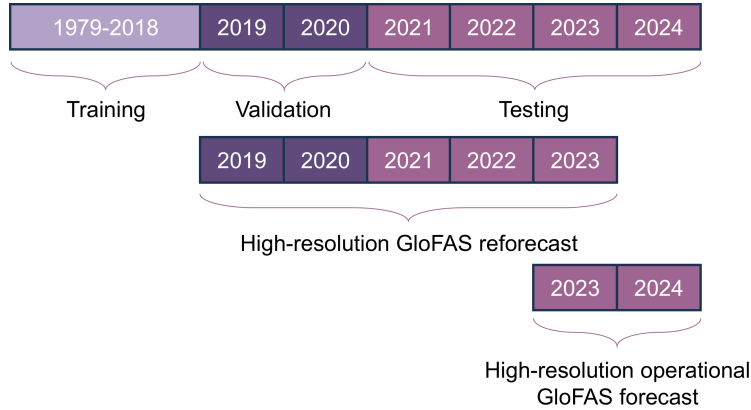 1979-2018 2019 2020 2021 2022 2023 2024
Training Validation Testing
2019 2020 2021 2022 2023
High-resolution GloFAS reforecast
2023 2024
High-resolution operational
GloFAS forecast